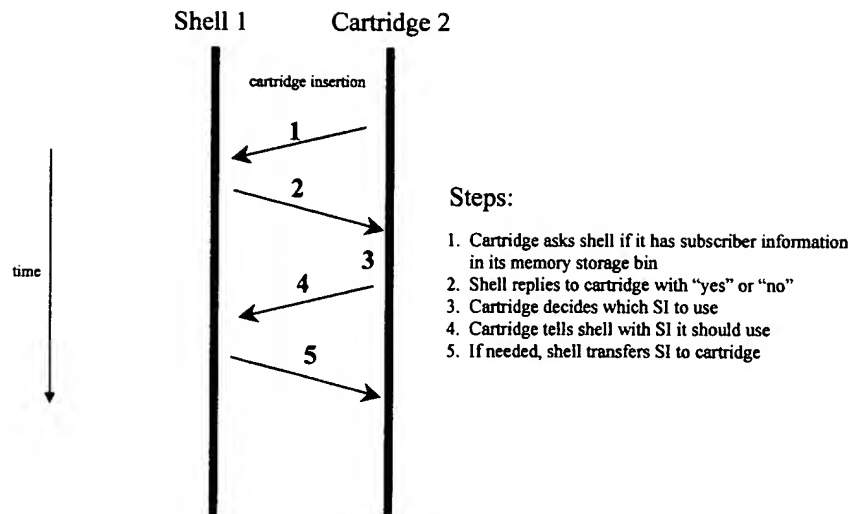 Shell 1 Cartridge 2
cartridge insertion
1
2
3
4
5
time
Steps:
1. Cartridge asks shell if it has subscriber information
in its memory storage bin
2. Shell replies to cartridge with “yes” or “no”
3. Cartridge decides which SI to use
4. Cartridge tells shell with SI it should use
5. If needed, shell transfers SI to cartridge